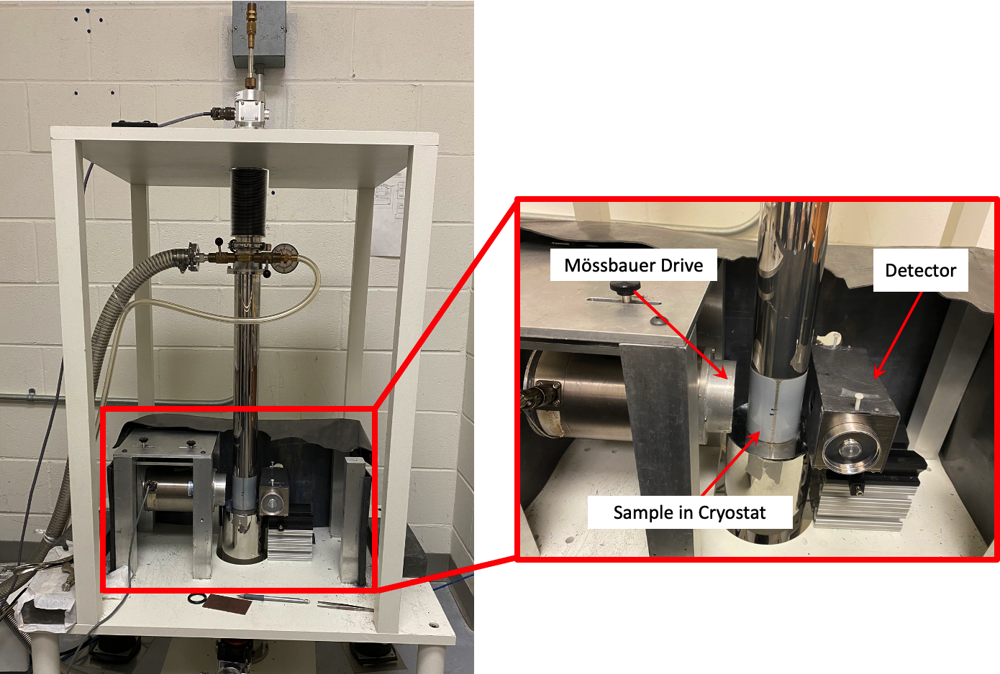 Mössbauer Drive
Detector
Sample in Cryostat